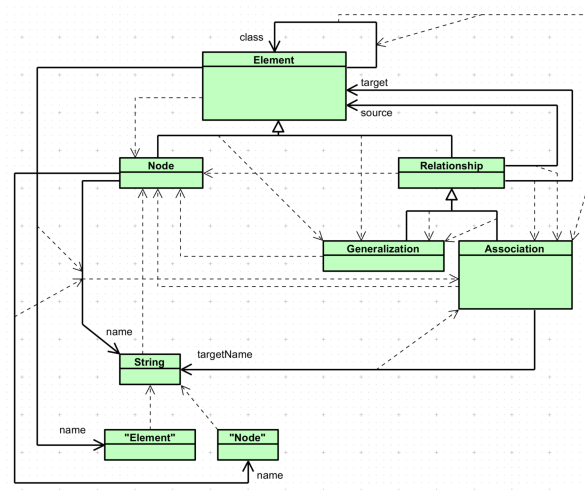 class
Element
target
source
Node
Relationship
Generalization
Association
name
targetName
String
name
"Element"
"Node"
name